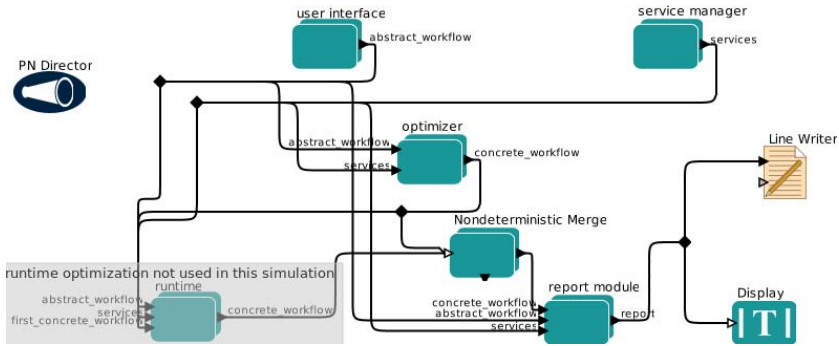 user interface
service manager
abstract_workflow
services
PN Director
optimizer
Line Writer
abstract_workflow
concrete_workflow
services
Nondeterministic Merge
runtime optimization not used in this simulation
runtime
report module
Display
abstract_workflow
concrete_workflow
services
concrete_workflow
abstract_workflow
report
first_concrete_workflow
services
T